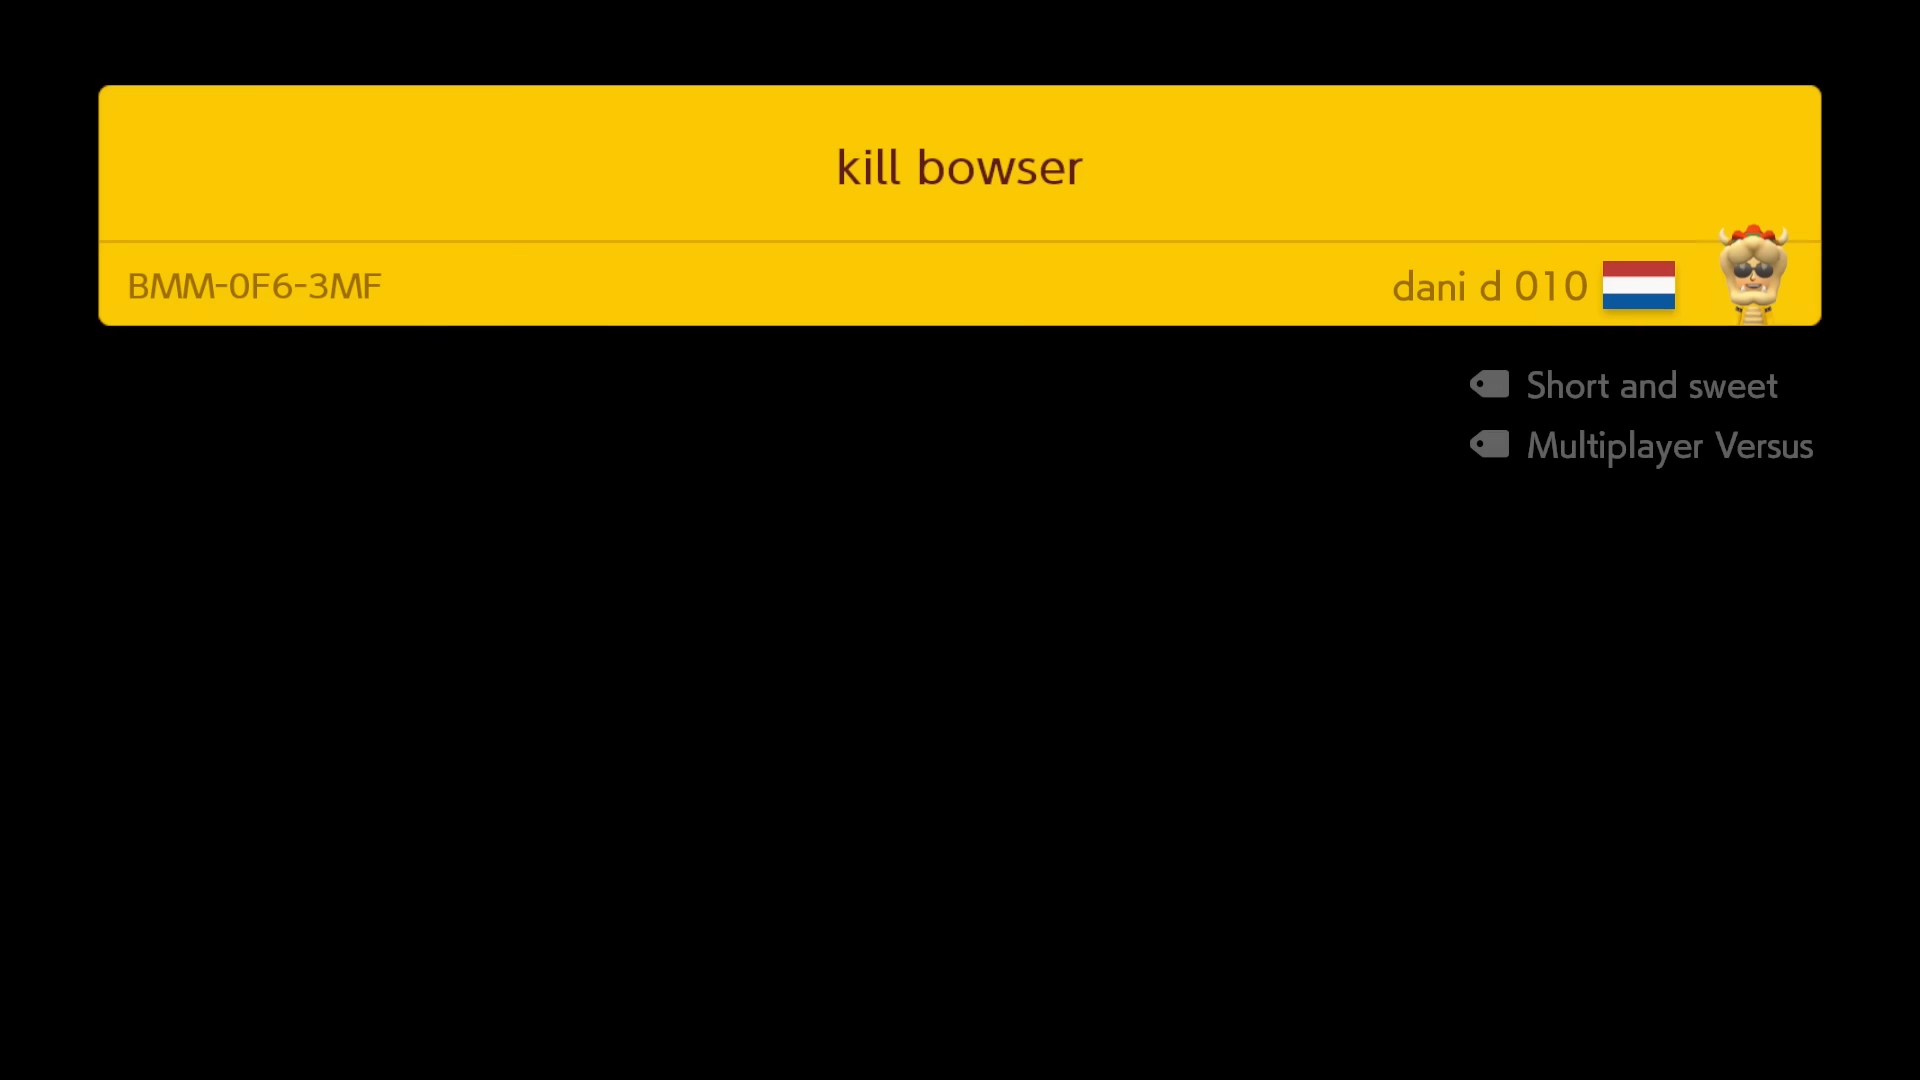 kill bowser
BMM-0F6-3MF
dani d 010
Short and sweet
Multiplayer Versus